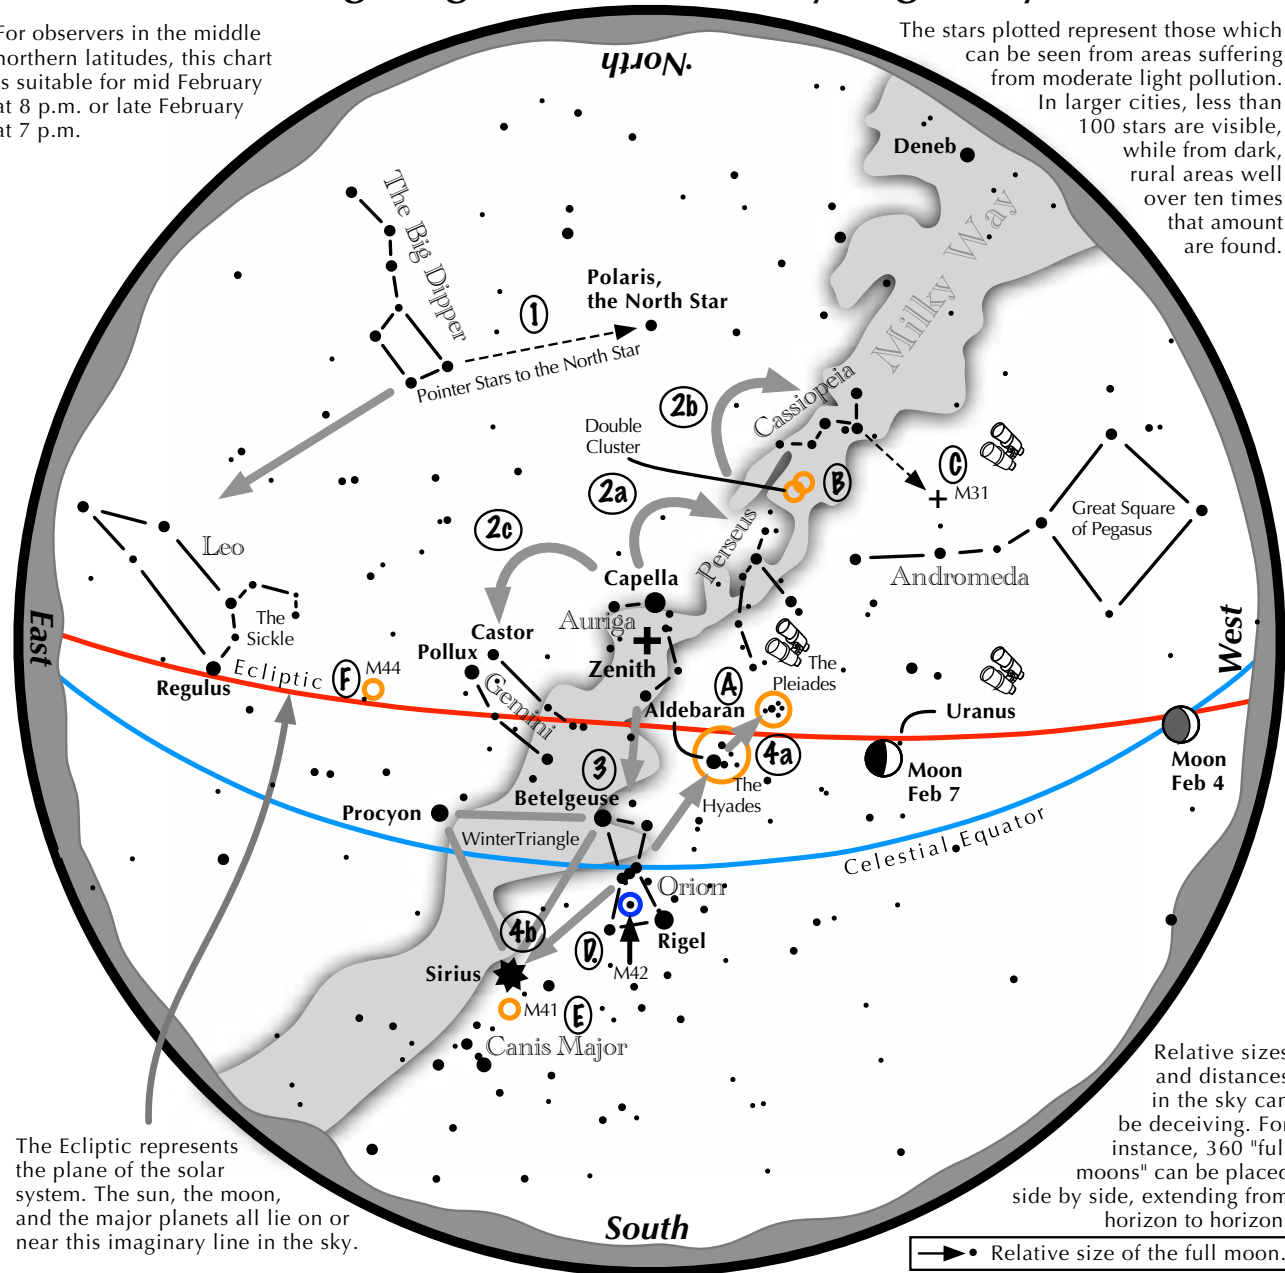 For observers in the middle
northern latitudes, this chart
is suitable for mid February
at 8 p.m. or late February
at 7 p.m.
The stars plotted represent those which
can be seen from areas suffering
from moderate light pollution.
In larger cities, less than
100 stars are visible,
while from dark,
rural areas well
over ten times
that amount
are found.
North
Deneb
Milky Way
The Big Dipper
Polaris,
the North Star
1
Pointer Stars to the North Star
2b
Cassiopeia
Double
Cluster
B
C
M31
2a
2c
Perseus
Great Square
of Pegasus
Leo
Andromeda
Capella
Auriga
The
Sickle
Castor
Pollux
Zenith
East
West
Regulus
Ecliptic
F
M44
Gemini
A
The
Pleiades
Aldebaran
Uranus
4a
3
The
Hyades
Moon
Feb 7
Moon
Feb 4
Betelgeuse
Procyon
WinterTriangle
Celestial Equator
Orion
4b
D
Rigel
M42
Sirius
M41
E
Canis Major
The Ecliptic represents
the plane of the solar
system. The sun, the moon,
and the major planets all lie on or
near this imaginary line in the sky.
Relative sizes
and distances
in the sky can
be deceiving. For
instance, 360 "full
moons" can be placed
side by side, extending from
horizon to horizon.
South
Relative size of the full moon.